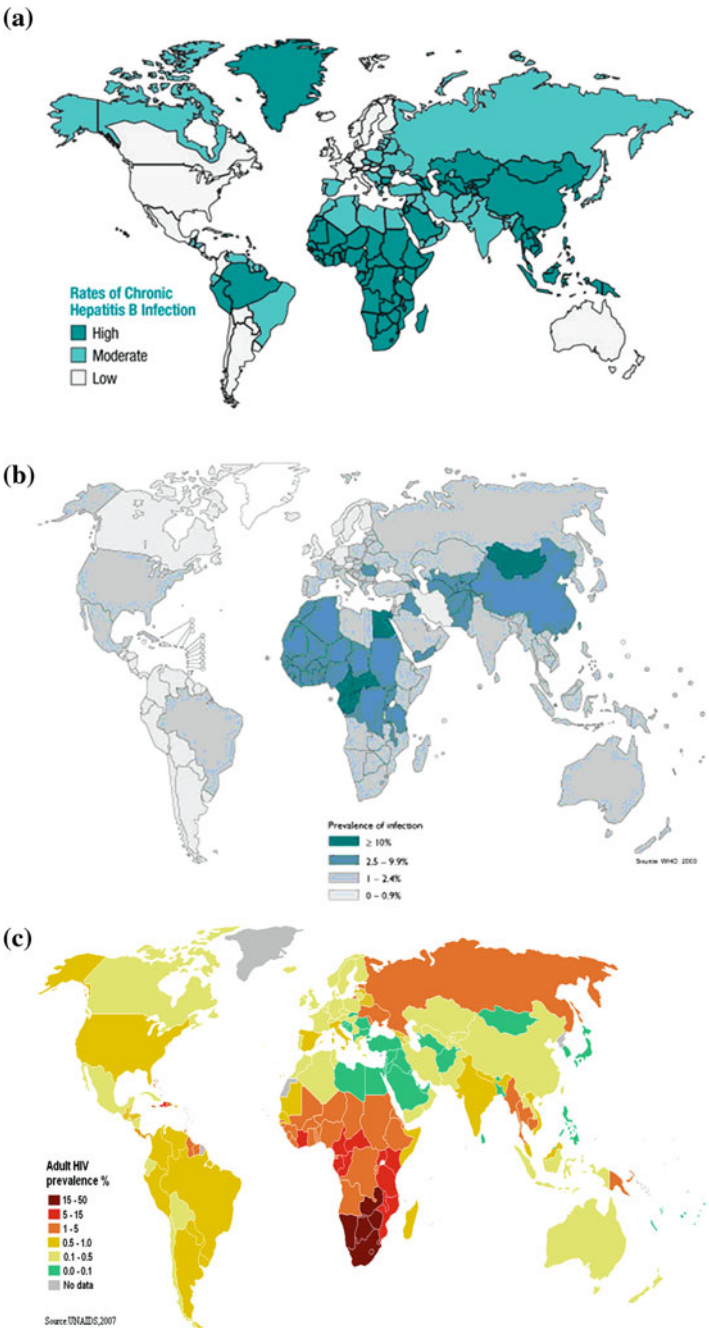 (a)
Rates of Chronic
Hepatitis B Infection
High
Moderate
Low
(b)
Prevalence of infection
≥ 10%
2.5 – 9.9%
1 – 2.4%
0 – 0.9%
Source: WHO, 2003
(c)
Adult HIV
prevalence %
15 - 50
5 - 15
1 - 5
0.5 - 1.0
0.1 - 0.5
0.0 - 0.1
No data
Source UNAIDS,2007